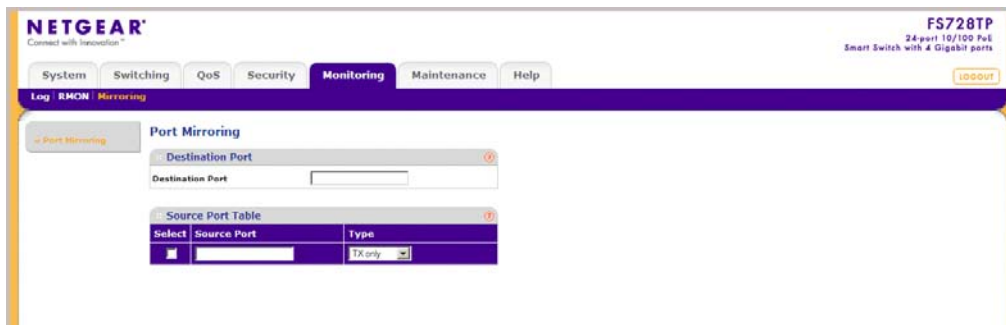 NETGEAR
Connect with Innovation™
FS728TP
24-port 10/100 PoE
Smart Switch with 4 Gigabit ports
System Switching QoS Security Monitoring Maintenance Help
LOGOUT
Log RMON Mirroring
» Port Mirroring
Port Mirroring
Destination Port
Destination Port
Source Port Table
Select Source Port Type
TX only